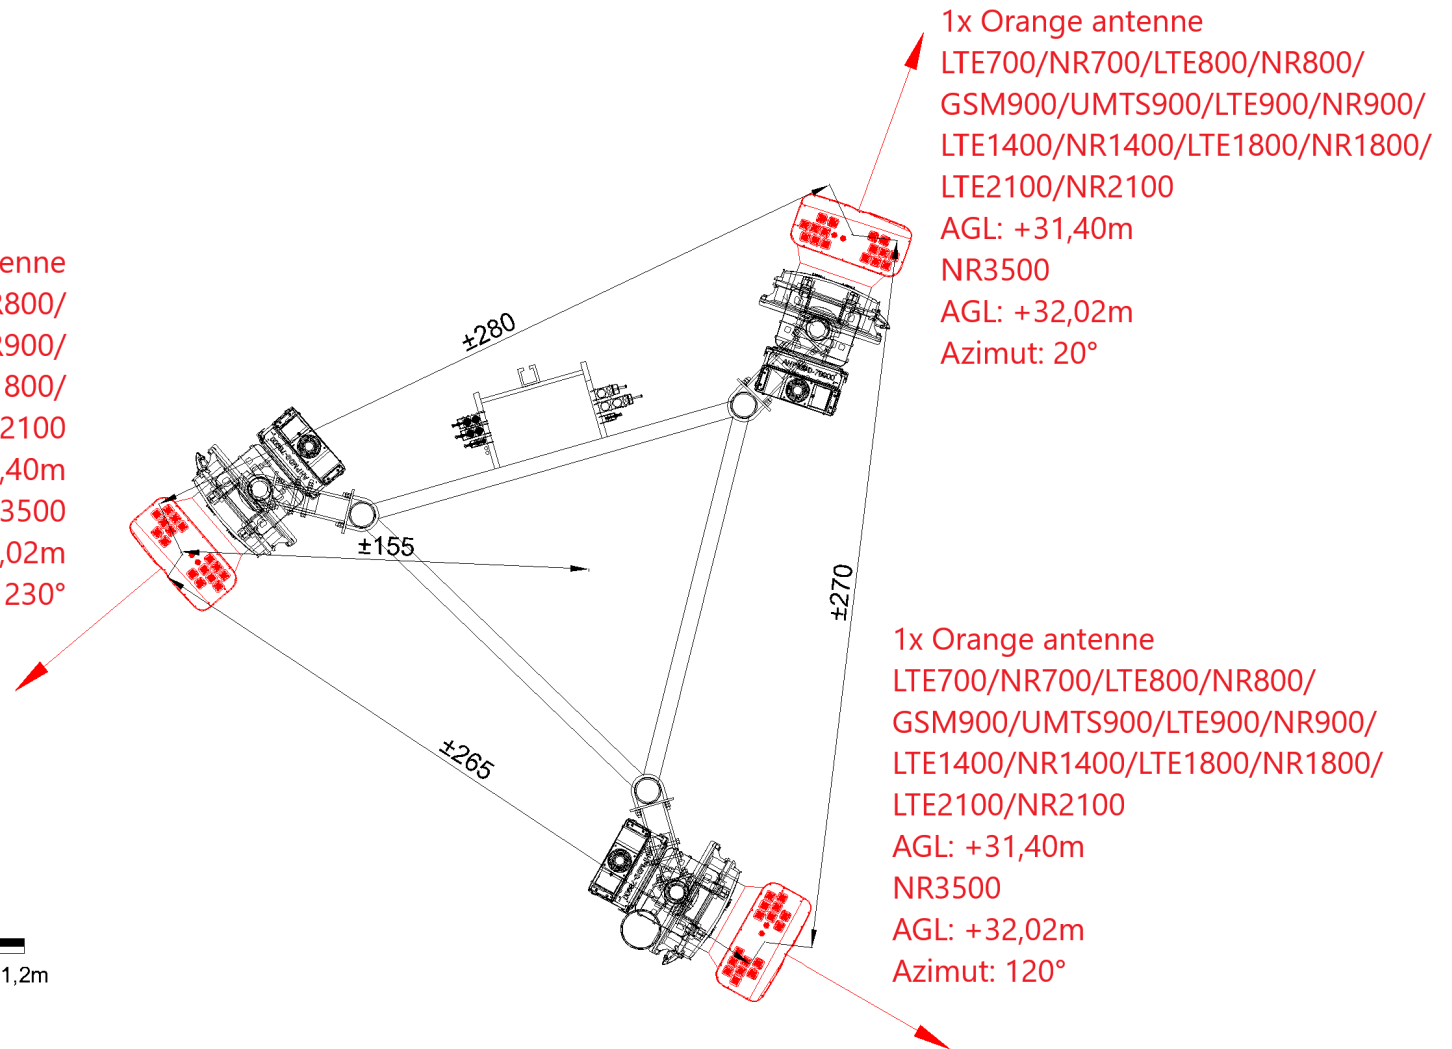 1x Orange antenne
LTE700/NR700/LTE800/NR800/
GSM900/UMTS900/LTE900/NR900/
LTE1400/NR1400/LTE1800/NR1800/
LTE2100/NR2100
AGL: +31,40m
NR3500
AGL: +32,02m
Azimut: 20°
enne
R800/
R900/
800/
2100
,40m
3500
,02m
230°
±280
±155
±270
±265
1x Orange antenne
LTE700/NR700/LTE800/NR800/
GSM900/UMTS900/LTE900/NR900/
LTE1400/NR1400/LTE1800/NR1800/
LTE2100/NR2100
AGL: +31,40m
NR3500
AGL: +32,02m
Azimut: 120°
1,2m